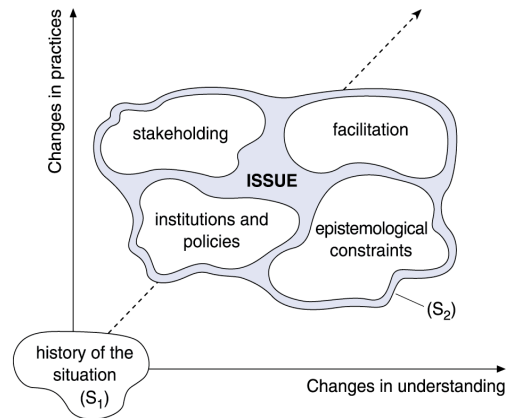 Changes in practices
stakeholding
facilitation
ISSUE
institutions and
policies
epistemological
constraints
(S₂)
history of the
situation
(S₁)
Changes in understanding